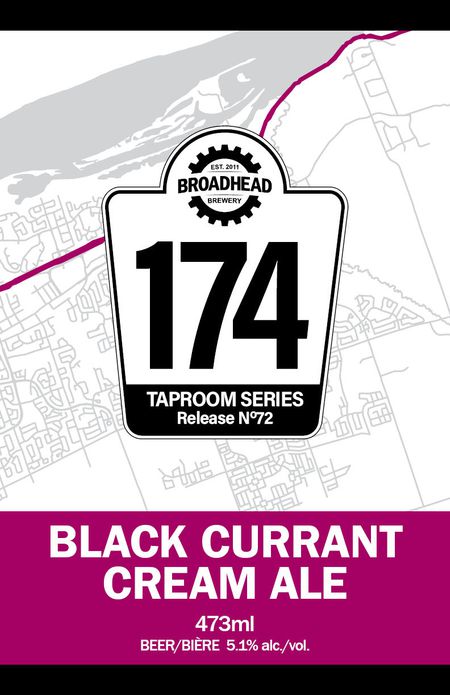 EST. 2011
BROADHEAD
BREWERY
174
TAPROOM SERIES
Release Nº72
BLACK CURRANT
CREAM ALE
473ml
BEER/BIÈRE 5.1% alc./vol.